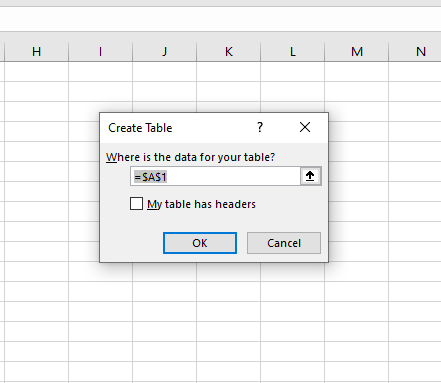 H I J K L M N
Create Table ?
Where is the data for your table?
=$A$1
My table has headers
OK Cancel